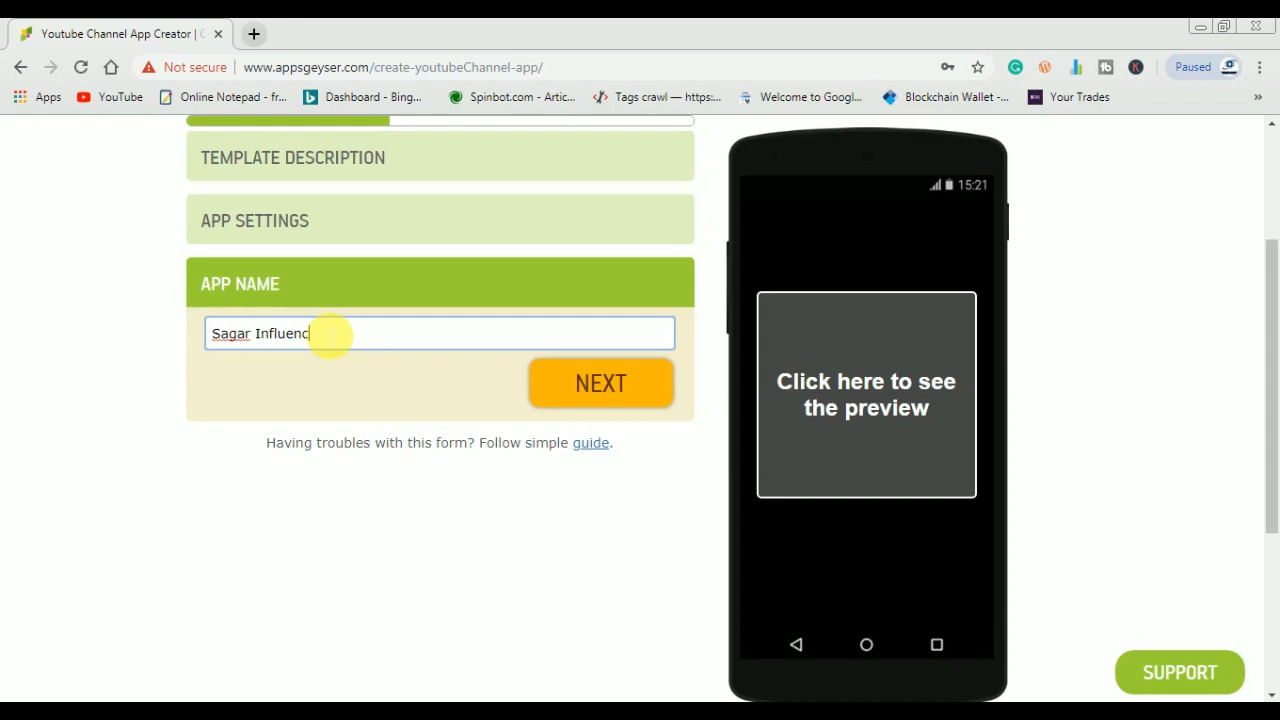 Youtube Channel App Creator | (
Not secure
www.appsgeyser.com/create-youtubeChannel-app/
Paused
Apps
YouTube
Online Notepad - fr...
Dashboard - Bing...
Spinbot.com - Artic...
Tags crawl — https:...
Welcome to Googl...
Blockchain Wallet -...
Your Trades
»
TEMPLATE DESCRIPTION
APP SETTINGS
APP NAME
Sagar Influenc
NEXT
Having troubles with this form? Follow simple guide.
15:21
Click here to see
the preview
SUPPORT